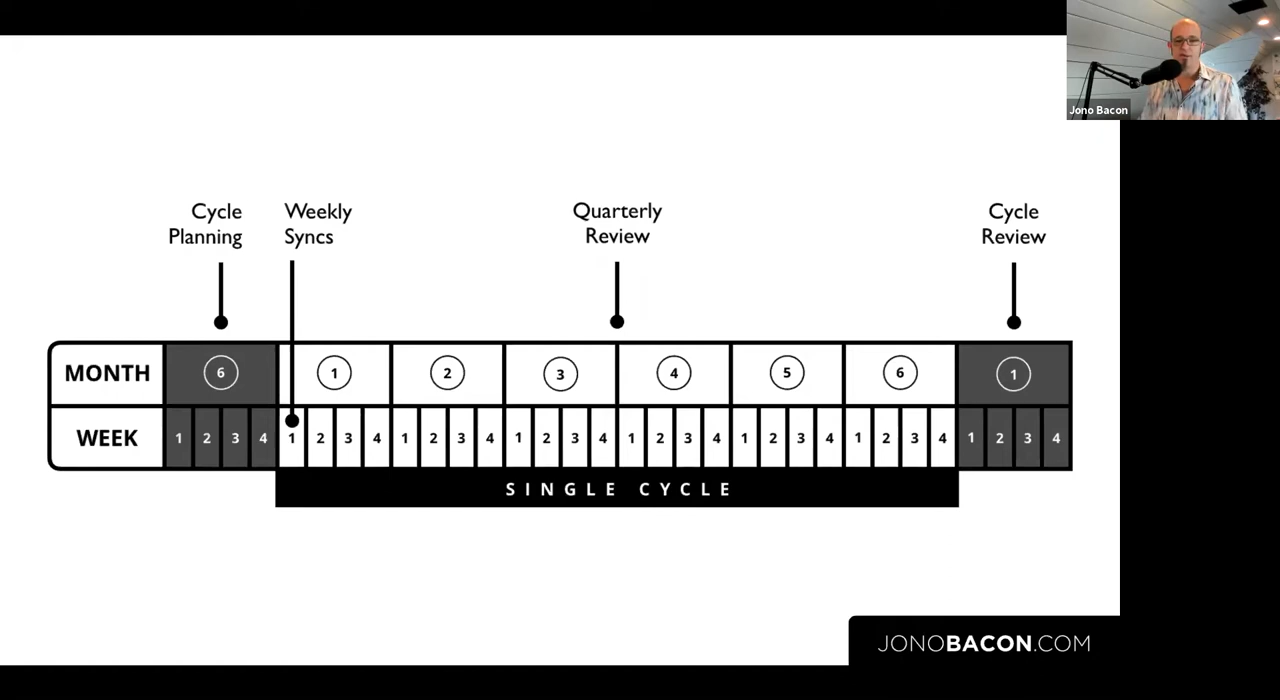 Jono Bacon
Cycle
Planning
Weekly
Syncs
Quarterly
Review
Cycle
Review
MONTH 6 1 2 3 4 5 6 1
WEEK 1 2 3 4 1 2 3 4 1 2 3 4 1 2 3 4 1 2 3 4 1 2 3 4 1 2 3 4 1 2 3 4
SINGLE CYCLE
JONOBACON.COM